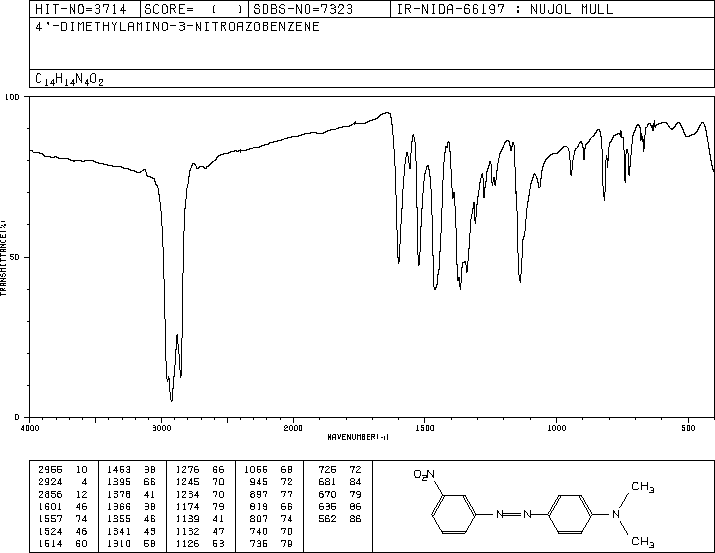 HIT-NO=3714 SCORE= ( ) SDBS-NO=7323 IR-NIDA-66197 : NUJOL MULL
4'-DIMETHYLAMINO-3-NITROAZOBENZENE
C14H14N4O2
100
50
0
TRANSMITTANCE(%)
4000 3000 2000 1500 1000 500
WAVENUMBER(-1)
2955 10 1463 38 1276 66 1066 68 726 72
2924 4 1395 66 1245 70 945 72 681 84
2856 12 1378 41 1234 70 897 77 670 79
1601 46 1366 38 1174 79 819 66 635 86
1557 74 1355 46 1139 41 807 74 562 86
1524 46 1341 43 1132 47 740 70
1514 60 1310 58 1126 53 736 79
O2N
N N
N
CH3
CH3